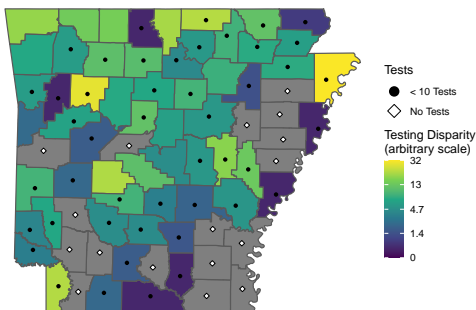 Tests
< 10 Tests
No Tests
Testing Disparity
(arbitrary scale)
32
13
4.7
1.4
0